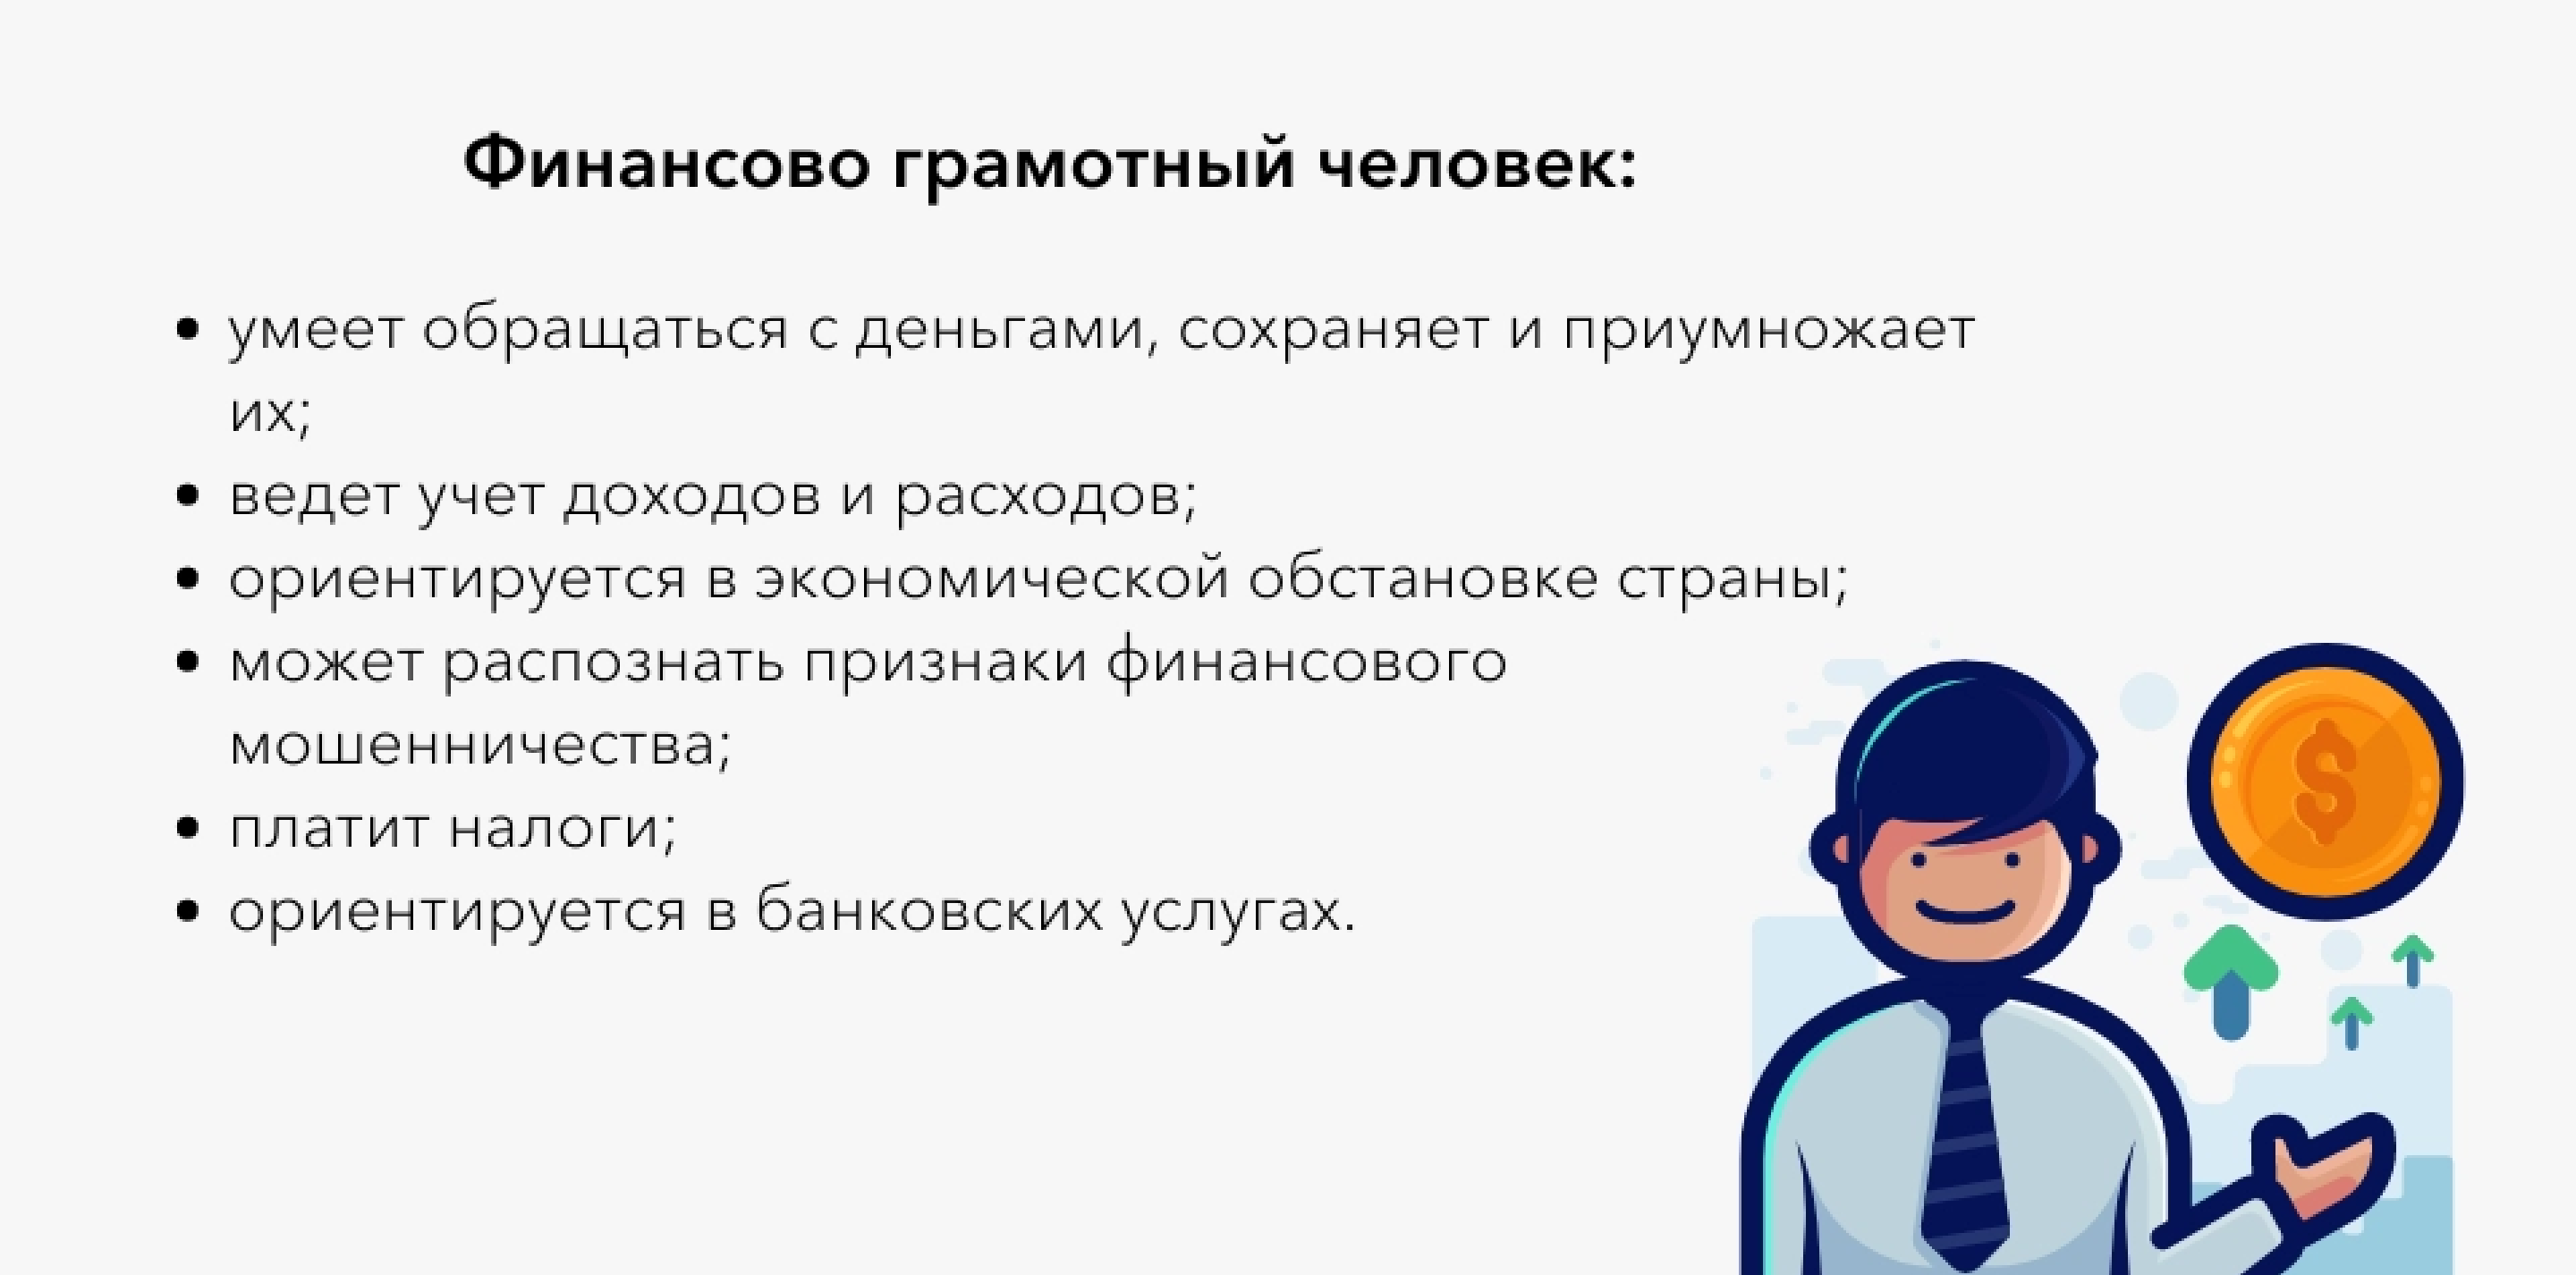 Финансово грамотный человек:
• умеет обращаться с деньгами, сохраняет и приумножает
их;
• ведет учет доходов и расходов;
• ориентируется в экономической обстановке страны;
• может распознать признаки финансового
мошенничества;
• платит налоги;
• ориентируется в банковских услугах.
$